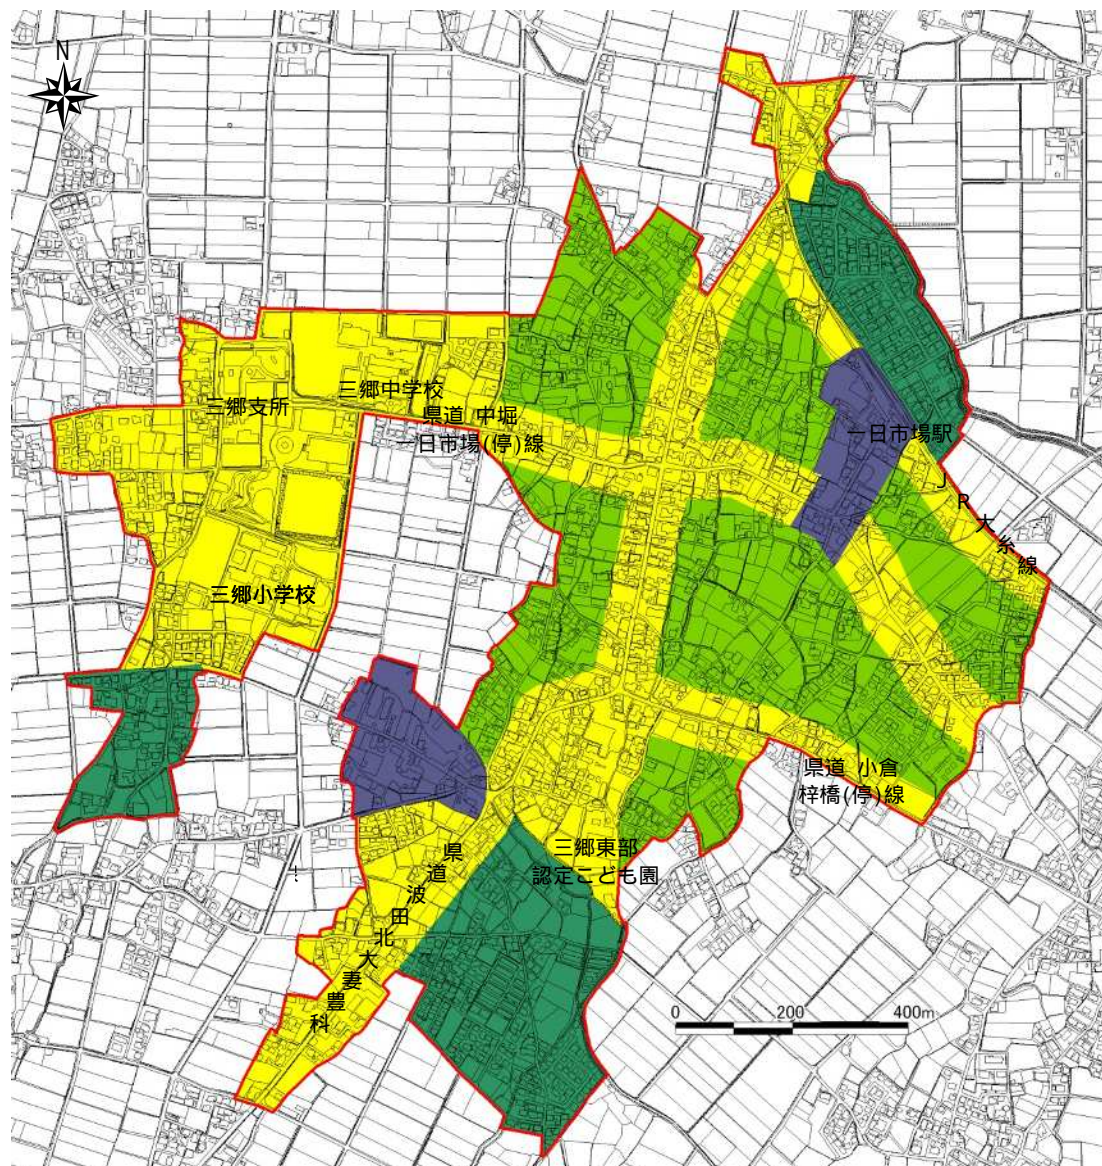 N
三郷中学校
三郷支所
県道 中堀
一日市場(停)線
一日市場駅
JR大糸線
三郷小学校
県道 小倉
梓橋(停)線
三郷東部
認定こども園
県道波田北大妻豊科
0 200 400m